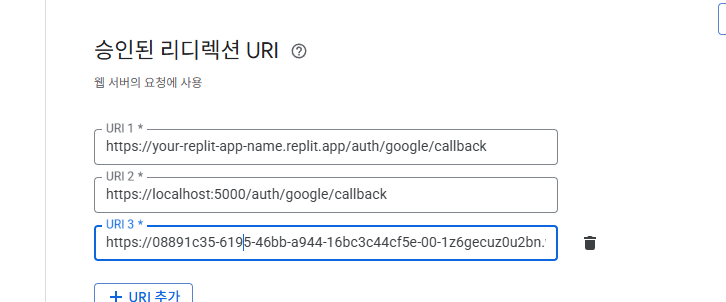 승인된 리디렉션 URI
웹 서버의 요청에 사용
URI 1 *
https://your-replit-app-name.replit.app/auth/google/callback
URI 2 *
https://localhost:5000/auth/google/callback
URI 3 *
https://08891c35-6195-46bb-a944-16bc3c44cf5e-00-1z6gecuz0u2bn.
+ URI 추가